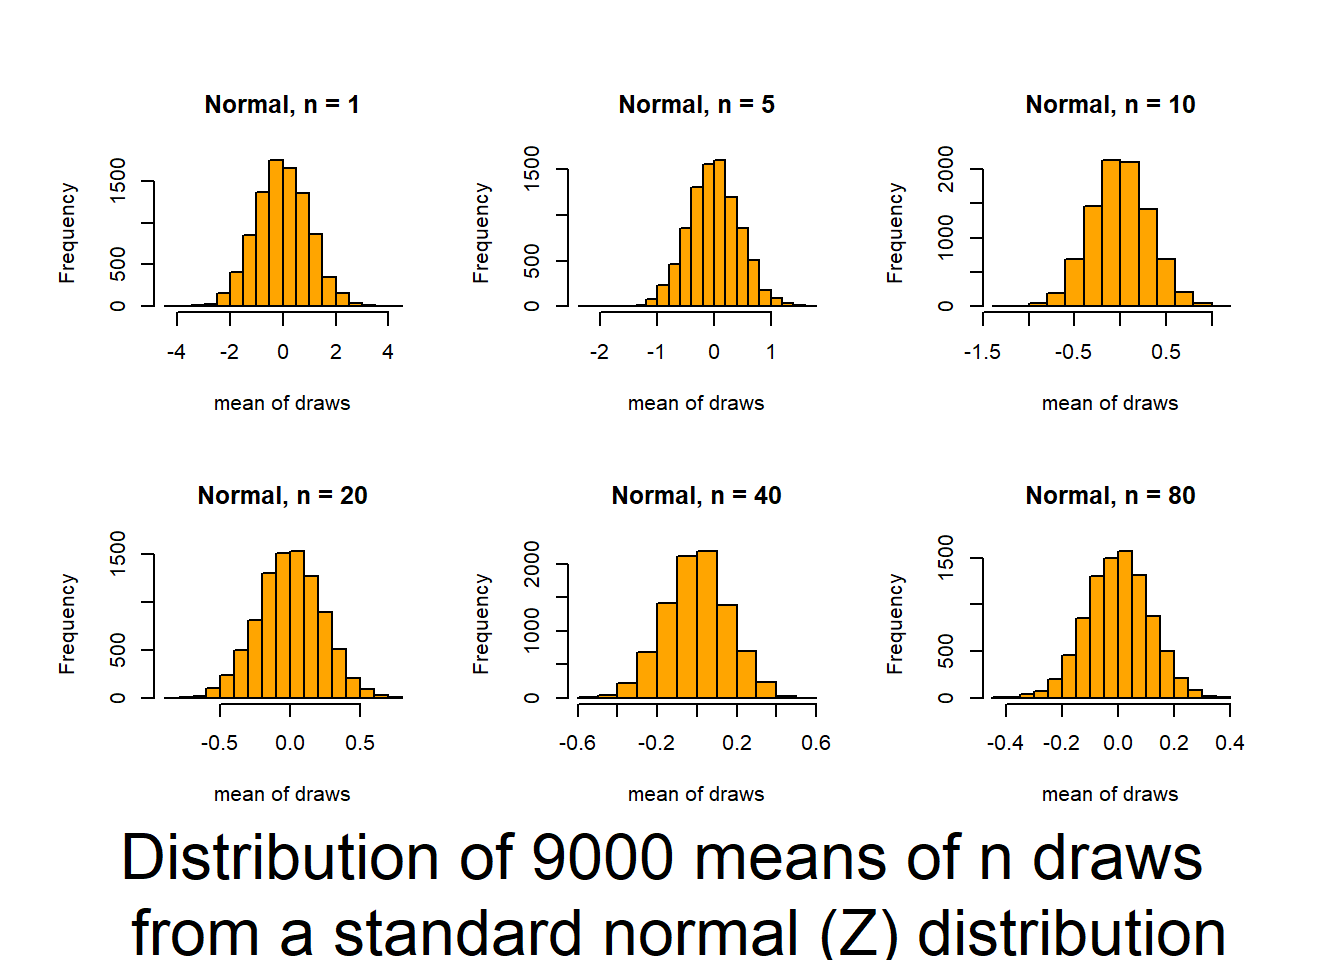 Normal, n = 1
Frequency
0 500 1500
-4 -2 0 2 4
mean of draws
Normal, n = 5
Frequency
0 500 1500
-2 -1 0 1
mean of draws
Normal, n = 10
Frequency
0 1000 2000
-1.5 -0.5 0.5
mean of draws
Normal, n = 20
Frequency
0 500 1500
-0.5 0.0 0.5
mean of draws
Normal, n = 40
Frequency
0 1000 2000
-0.6 -0.2 0.2 0.6
mean of draws
Normal, n = 80
Frequency
0 500 1500
-0.4 -0.2 0.0 0.2 0.4
mean of draws
Distribution of 9000 means of n draws
from a standard normal (Z) distribution